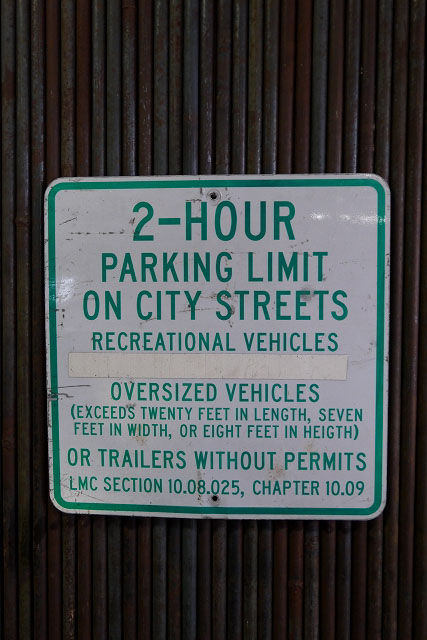 2-HOUR
PARKING LIMIT
ON CITY STREETS
RECREATIONAL VEHICLES
OVERSIZED VEHICLES
(EXCEEDS TWENTY FEET IN LENGTH, SEVEN
FEET IN WIDTH, OR EIGHT FEET IN HEIGTH)
OR TRAILERS WITHOUT PERMITS
LMC SECTION 10.08.025, CHAPTER 10.09